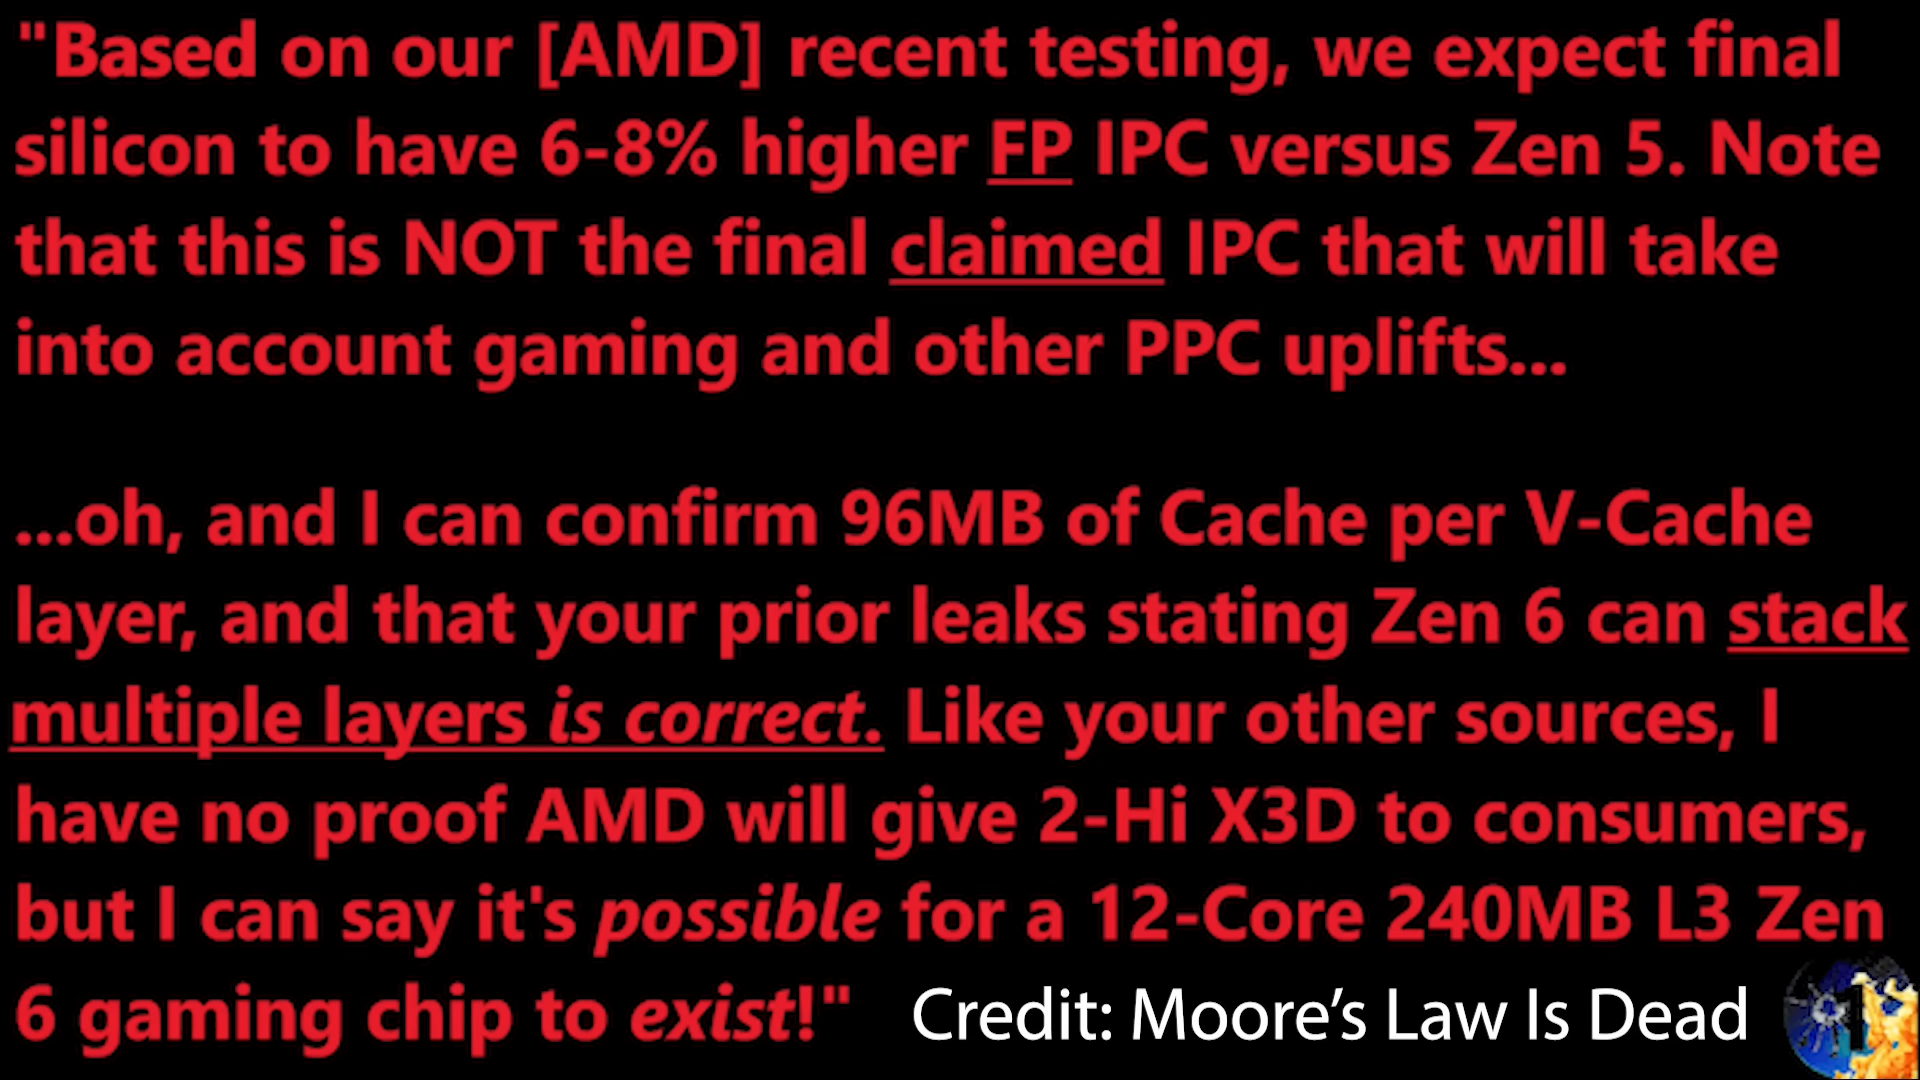 "Based on our [AMD] recent testing, we expect final
silicon to have 6-8% higher FP IPC versus Zen 5. Note
that this is NOT the final claimed IPC that will take
into account gaming and other PPC uplifts...
...oh, and I can confirm 96MB of Cache per V-Cache
layer, and that your prior leaks stating Zen 6 can stack
multiple layers is correct. Like your other sources, I
have no proof AMD will give 2-Hi X3D to consumers,
but I can say it's possible for a 12-Core 240MB L3 Zen
6 gaming chip to exist!"
Credit: Moore’s Law Is Dead